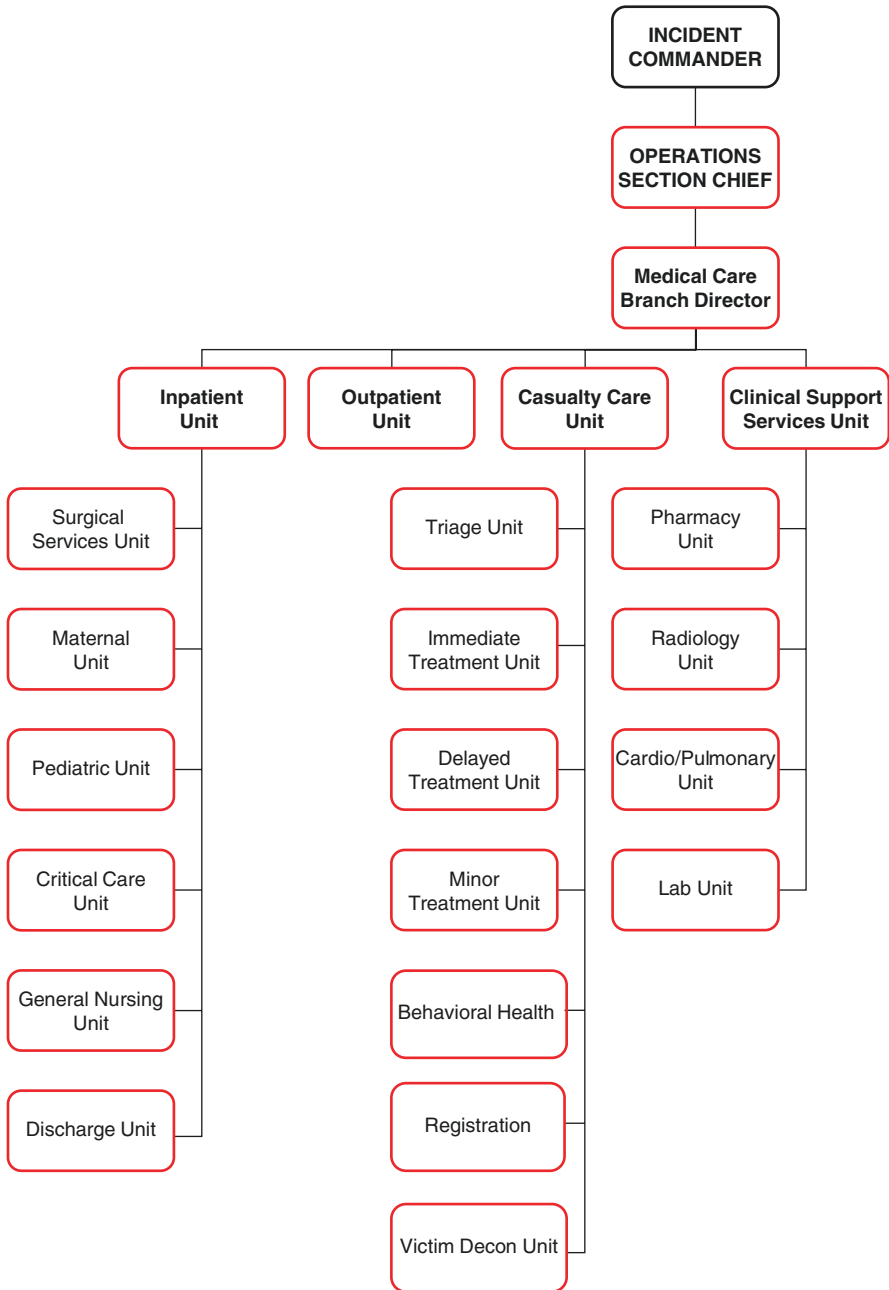 INCIDENT
COMMANDER
OPERATIONS
SECTION CHIEF
Medical Care
Branch Director
Inpatient
Unit
Outpatient
Unit
Casualty Care
Unit
Clinical Support
Services Unit
Surgical
Services Unit
Maternal
Unit
Pediatric Unit
Critical Care
Unit
General Nursing
Unit
Discharge Unit
Triage Unit
Immediate
Treatment Unit
Delayed
Treatment Unit
Minor
Treatment Unit
Behavioral Health
Registration
Victim Decon Unit
Pharmacy
Unit
Radiology
Unit
Cardio/Pulmonary
Unit
Lab Unit